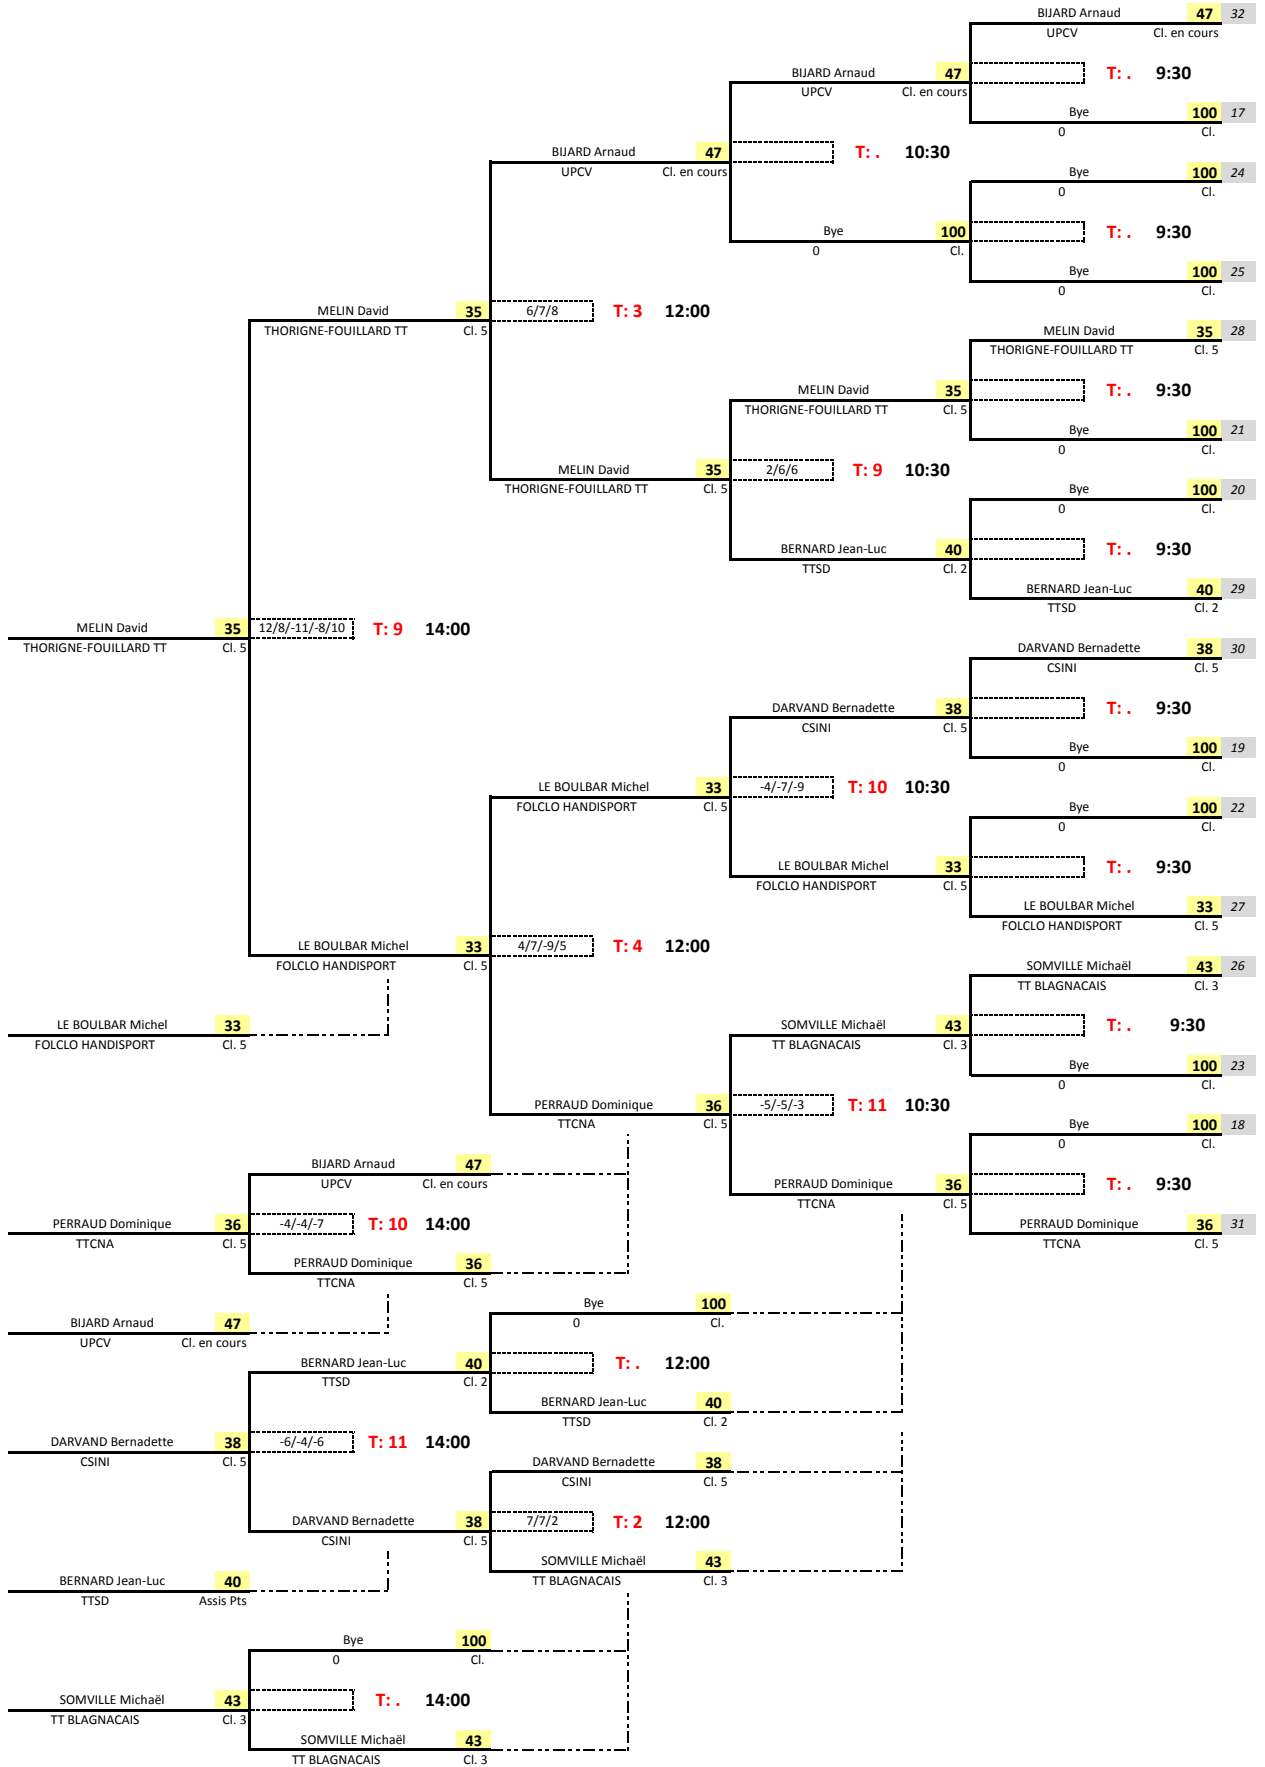 BIJARD Arnaud 47 32
UPCV Cl. en cours
BIJARD Arnaud 47 T: . 9:30
UPCV Cl. en cours
Bye 100 17
0 Cl.
BIJARD Arnaud 47 T: . 10:30
UPCV Cl. en cours
Bye 100 24
0 Cl.
Bye 100 T: . 9:30
0 Cl.
Bye 100 25
0 Cl.
MELIN David 35 6/7/8 T: 3 12:00
THORIGNE-FOUILLARD TT Cl. 5
MELIN David 35 28
THORIGNE-FOUILLARD TT Cl. 5
MELIN David 35 T: . 9:30
THORIGNE-FOUILLARD TT Cl. 5
Bye 100 21
0 Cl.
MELIN David 35 2/6/6 T: 9 10:30
THORIGNE-FOUILLARD TT Cl. 5
Bye 100 20
0 Cl.
BERNARD Jean-Luc 40 T: . 9:30
TTSD Cl. 2
BERNARD Jean-Luc 40 29
TTSD Cl. 2
MELIN David 35 12/8/-11/-8/10 T: 9 14:00
THORIGNE-FOUILLARD TT Cl. 5
DARVAND Bernadette 38 30
CSINI Cl. 5
DARVAND Bernadette 38 T: . 9:30
CSINI Cl. 5
Bye 100 19
0 Cl.
LE BOULBAR Michel 33 -4/-7/-9 T: 10 10:30
FOLCLO HANDISPORT Cl. 5
Bye 100 22
0 Cl.
LE BOULBAR Michel 33 T: . 9:30
FOLCLO HANDISPORT Cl. 5
LE BOULBAR Michel 33 27
FOLCLO HANDISPORT Cl. 5
LE BOULBAR Michel 33 4/7/-9/5 T: 4 12:00
FOLCLO HANDISPORT Cl. 5
SOMVILLE Michaël 43 26
TT BLAGNACAIS Cl. 3
LE BOULBAR Michel 33
FOLCLO HANDISPORT Cl. 5
SOMVILLE Michaël 43 T: . 9:30
TT BLAGNACAIS Cl. 3
Bye 100 23
0 Cl.
PERRAUD Dominique 36 -5/-5/-3 T: 11 10:30
TTCNA Cl. 5
Bye 100 18
0 Cl.
BIJARD Arnaud 47
UPCV Cl. en cours
PERRAUD Dominique 36 T: . 9:30
TTCNA Cl. 5
PERRAUD Dominique 36 -4/-4/-7 T: 10 14:00
TTCNA Cl. 5
PERRAUD Dominique 36 31
TTCNA Cl. 5
PERRAUD Dominique 36
TTCNA Cl. 5
Bye 100
0 Cl.
BIJARD Arnaud 47
UPCV Cl. en cours
BERNARD Jean-Luc 40 T: . 12:00
TTSD Cl. 2
BERNARD Jean-Luc 40
TTSD Cl. 2
DARVAND Bernadette 38 -6/-4/-6 T: 11 14:00
CSINI Cl. 5
DARVAND Bernadette 38
CSINI Cl. 5
DARVAND Bernadette 38 7/7/2 T: 2 12:00
CSINI Cl. 5
SOMVILLE Michaël 43
TT BLAGNACAIS Cl. 3
BERNARD Jean-Luc 40
TTSD Assis Pts
Bye 100
0 Cl.
SOMVILLE Michaël 43 T: . 14:00
TT BLAGNACAIS Cl. 3
SOMVILLE Michaël 43
TT BLAGNACAIS Cl. 3